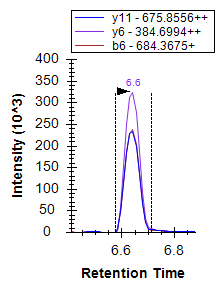 y11 - 675.8556++
y6 - 384.6994++
b6 - 684.3675+
6.6
400
350
300
250
200
150
100
50
0
Intensity (10^3)
6.6 6.8
Retention Time